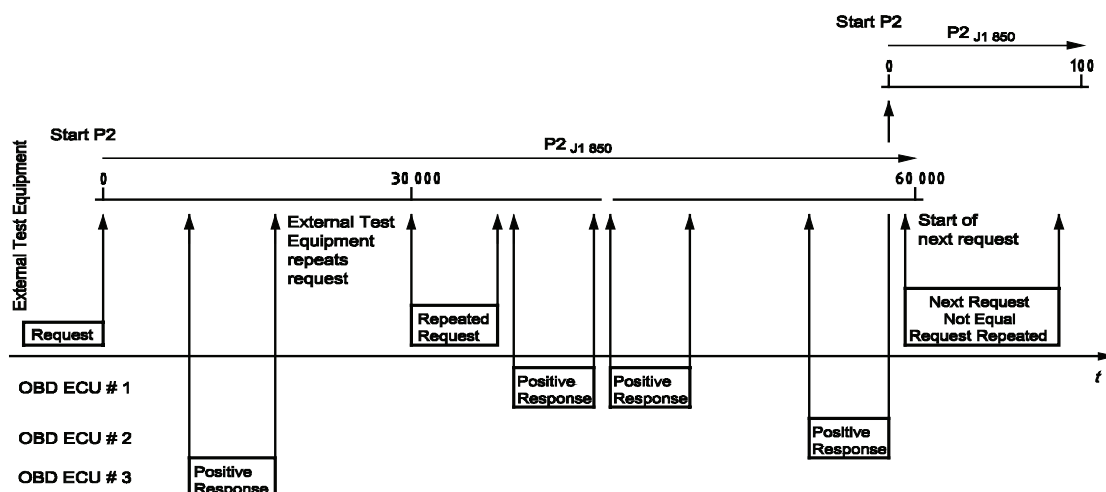 Start P2
P2 J1 850
0 100
Start P2
P2 J1 850
0 30 000 60 000
External Test Equipment
External Test
Equipment
repeats
request
Start of
next request
Request
Repeated
Request
Next Request
Not Equal
Request Repeated
t
OBD ECU # 1
Positive
Response
Positive
Response
OBD ECU # 2
Positive
Response
OBD ECU # 3
Positive
Response